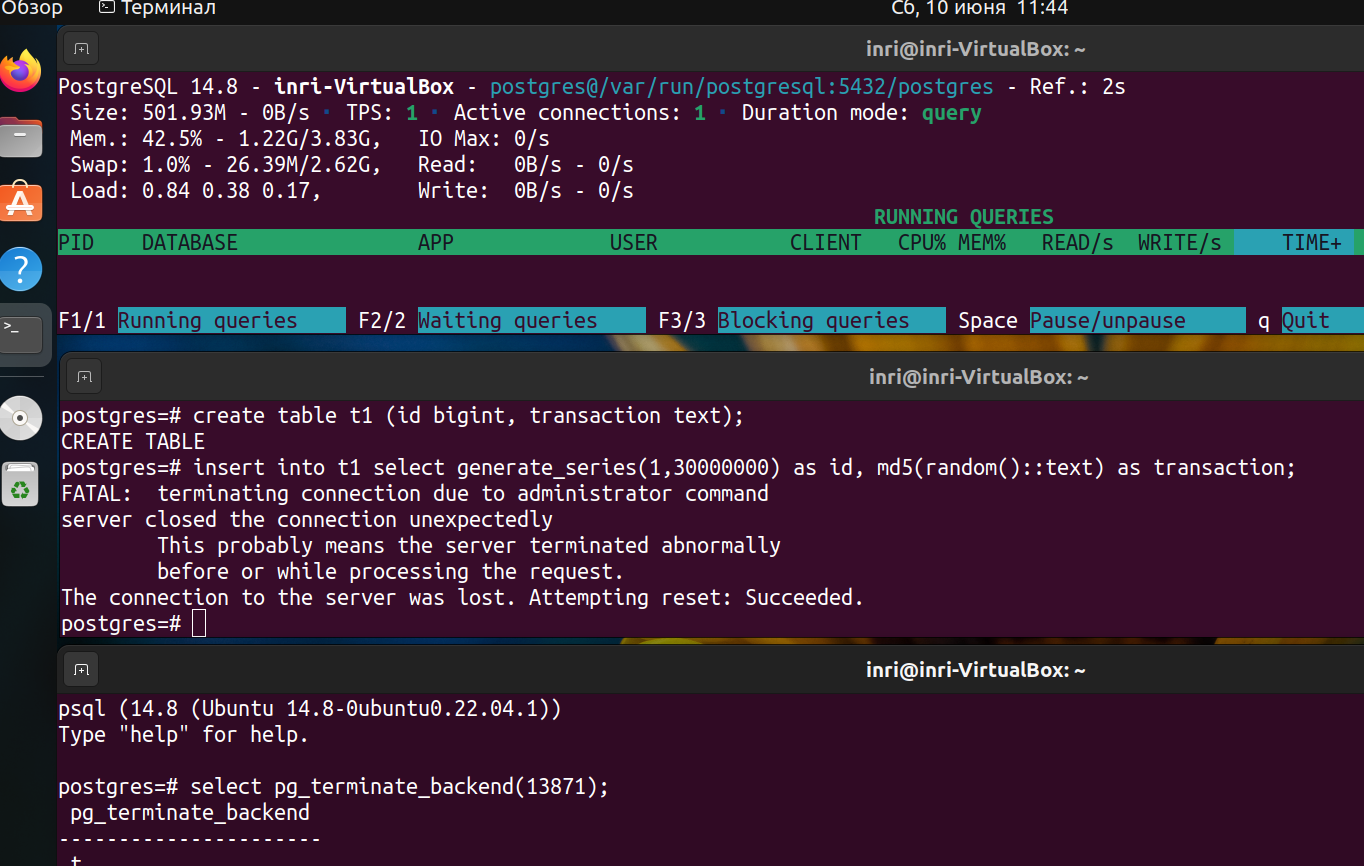 Обзор Терминал Сб, 10 июня 11:44
inri@inri-VirtualBox: ~
PostgreSQL 14.8 - inri-VirtualBox - postgres@/var/run/postgresql:5432/postgres - Ref.: 2s
Size: 501.93M - 0B/s · TPS: 1 · Active connections: 1 · Duration mode: query
Mem.: 42.5% - 1.22G/3.83G, IO Max: 0/s
Swap: 1.0% - 26.39M/2.62G, Read: 0B/s - 0/s
Load: 0.84 0.38 0.17, Write: 0B/s - 0/s
RUNNING QUERIES
PID DATABASE APP USER CLIENT CPU% MEM% READ/s WRITE/s TIME+
F1/1 Running queries F2/2 Waiting queries F3/3 Blocking queries Space Pause/unpause q Quit
inri@inri-VirtualBox: ~
postgres=# create table t1 (id bigint, transaction text);
CREATE TABLE
postgres=# insert into t1 select generate_series(1,30000000) as id, md5(random()::text) as transaction;
FATAL:  terminating connection due to administrator command
server closed the connection unexpectedly
This probably means the server terminated abnormally
before or while processing the request.
The connection to the server was lost. Attempting reset: Succeeded.
postgres=#
inri@inri-VirtualBox: ~
psql (14.8 (Ubuntu 14.8-0ubuntu0.22.04.1))
Type "help" for help.
postgres=# select pg_terminate_backend(13871);
pg_terminate_backend
----------------------
t